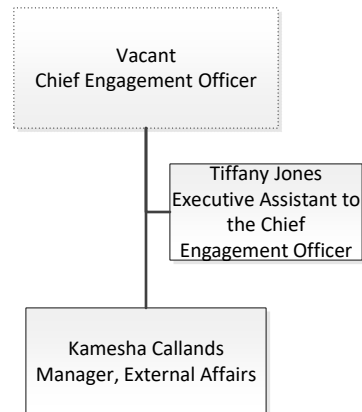 Vacant
Chief Engagement Officer
Tiffany Jones
Executive Assistant to
the Chief
Engagement Officer
Kamesha Callands
Manager, External Affairs